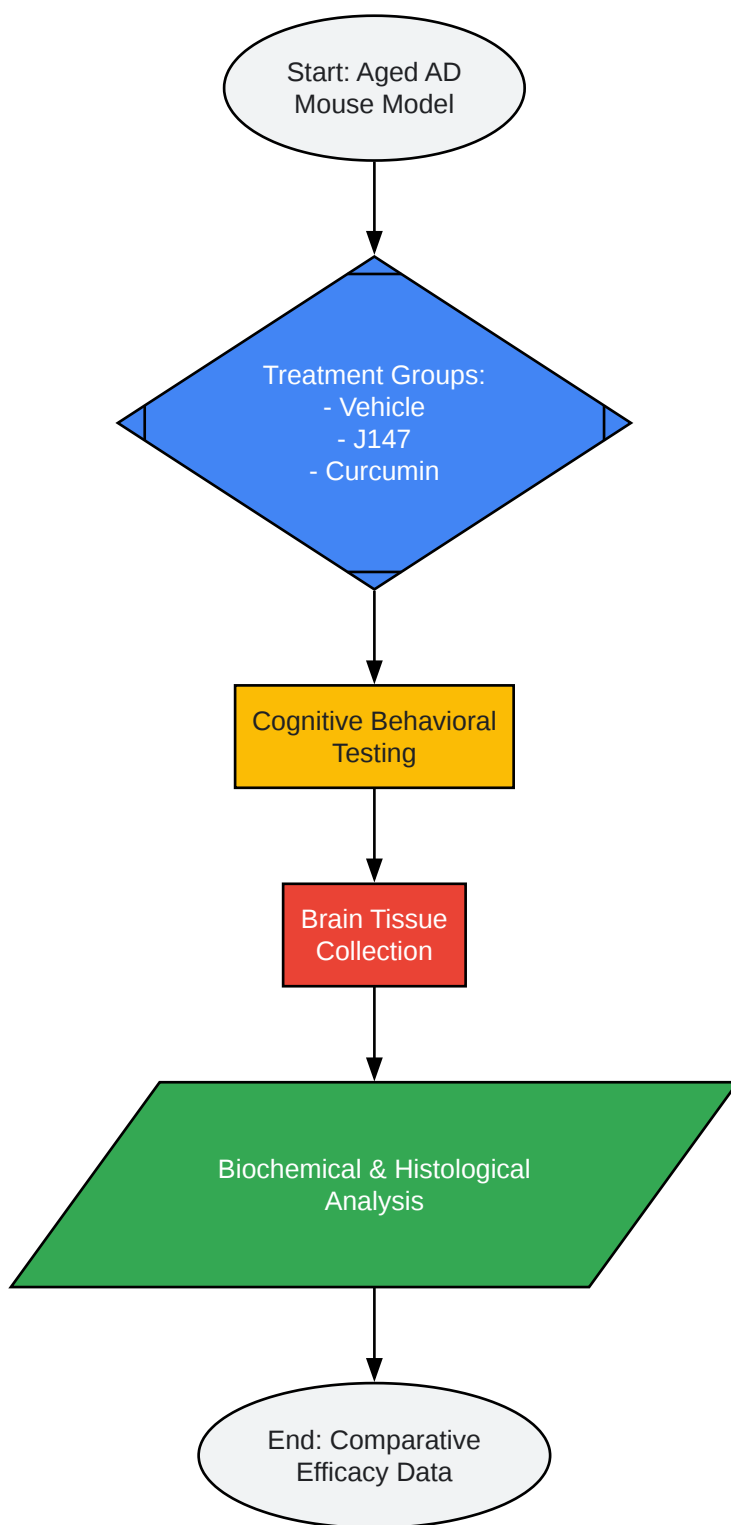 Start: Aged AD
Mouse Model
Treatment Groups:
- Vehicle
- J147
- Curcumin
Cognitive Behavioral
Testing
Brain Tissue
Collection
Biochemical & Histological
Analysis
End: Comparative
Efficacy Data